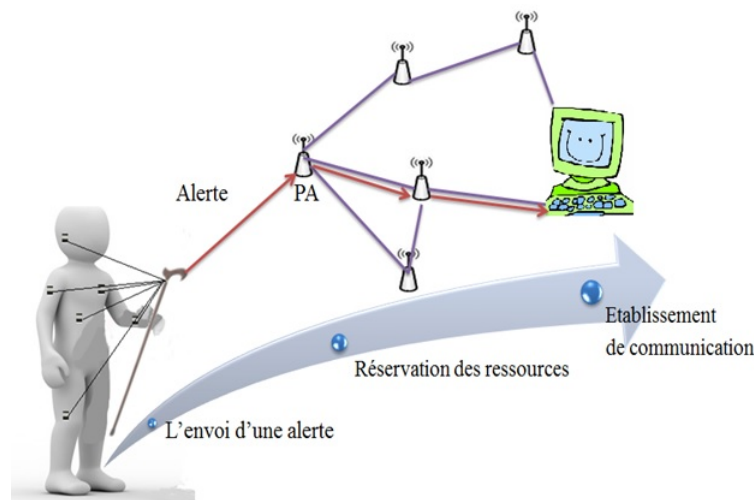 Alerte
PA
Etablissement
de communication
Réservation des ressources
L'envoi d'une alerte